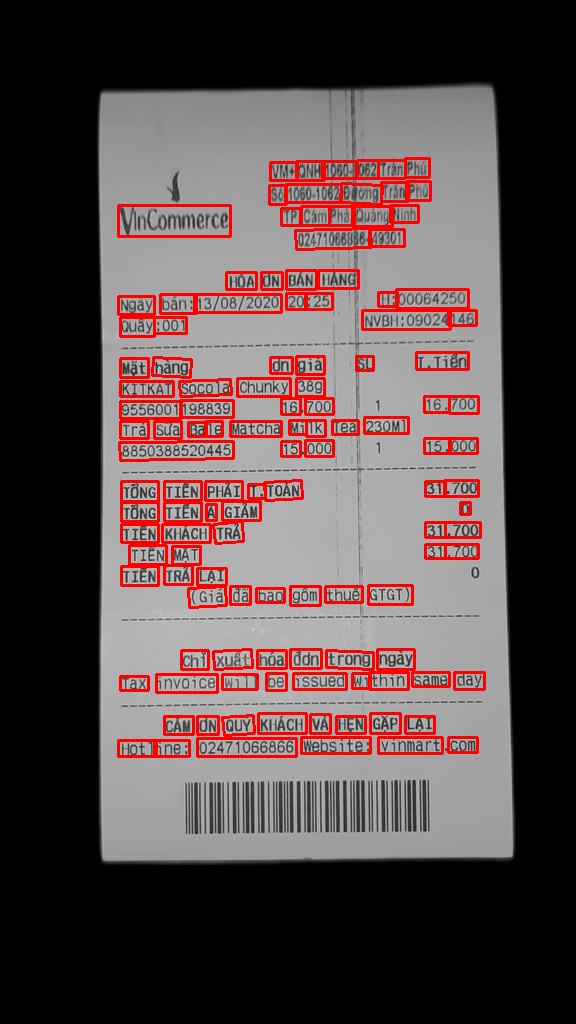 VM+ QNH 1060-1062 Trần Phú
Số 1060-1062 Đường Trần Phú
VinCommerce
TP Cẩm Phả Quảng Ninh
02471066866-49301
HÓA ĐƠN BÁN HÀNG
Ngày bán: 13/08/2020 20:25 H:00064250
Quầy:001 NVBH:09024146
Mặt hàng đơn giá SL T.Tiền
KITKAT Socola Chunky 38g
9556001198839 16.700 1 16.700
Trà Sữa Bale Matcha Milk Tea 230Ml
8850388520445 15.000 1 15.000
TỔNG TIỀN PHẢI T.TOÁN 31.700
TỔNG TIỀN ĐÃ GIẢM 0
TIỀN KHÁCH TRẢ 31.700
TIỀN MẶT 31.700
TIỀN TRẢ LẠI 0
(Giá đã bao gồm thuế GTGT)
Chỉ xuất hóa đơn trong ngày
Tax invoice will be issued within same day
CẢM ƠN QUÝ KHÁCH VÀ HẸN GẶP LẠI
Hotline: 02471066866 Website: vinmart.com